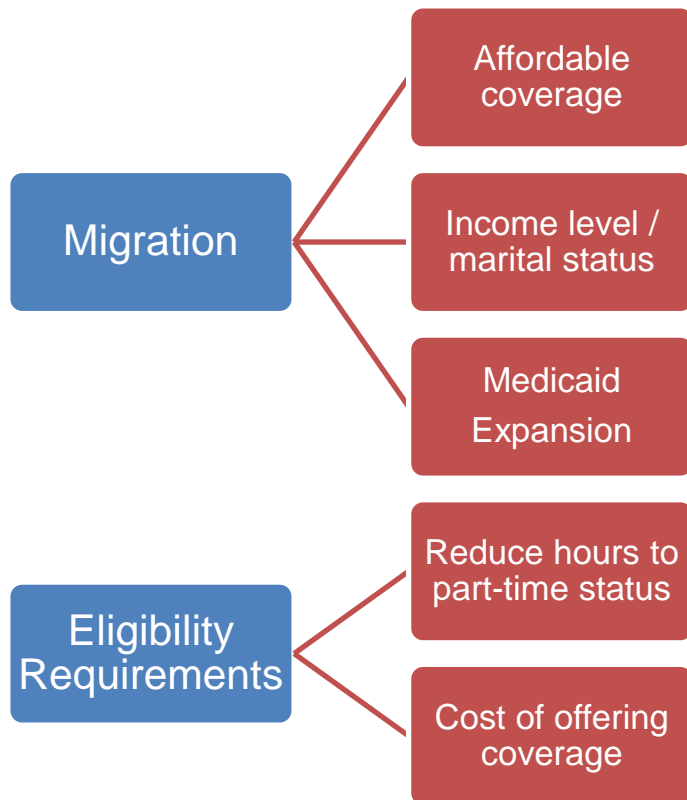 Migration
Affordable
coverage
Income level /
marital status
Medicaid
Expansion
Eligibility
Requirements
Reduce hours to
part-time status
Cost of offering
coverage